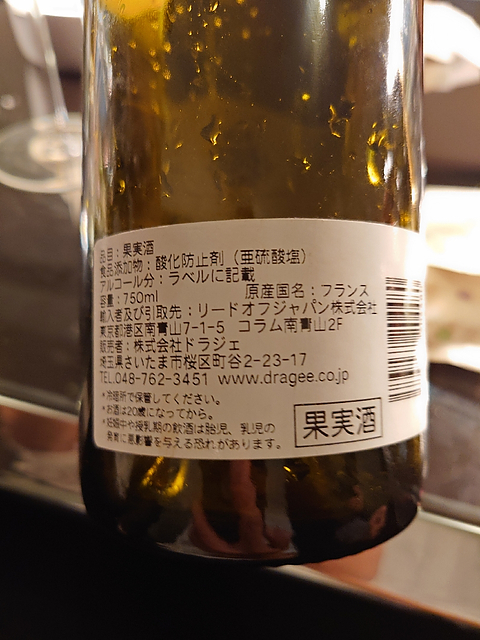 品目：果実酒
食品添加物：酸化防止剤（亜硫酸塩）
アルコール分：ラベルに記載
容量：750ml 原産国名：フランス
輸入者及び引取先：リードオフジャパン株式会社
東京都港区南青山7-1-5 コラム南青山2F
販売者：株式会社ドラジェ
埼玉県さいたま市桜区町谷2-23-17
TEL.048-762-3451 www.dragee.co.jp
*冷暗所で保管してください。
*お酒は20歳になってから。
*妊娠中や授乳期の飲酒は胎児、乳児の
発育に悪影響を与える恐れがあります。
果実酒